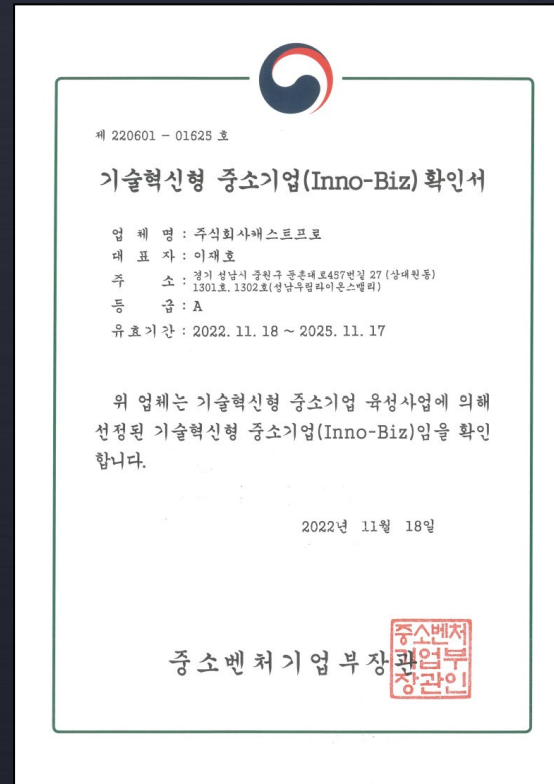 제 220601 - 01625 호
기술혁신형 중소기업(Inno-Biz) 확인서
업 체 명 : 주식회사캐스트프로
대 표 자 : 이재호
주 소 : 경기 성남시 중원구 둔촌대로457번길 27 (상대원동)
1301호, 1302호(성남우림라이온스밸리)
등 급 : A
유효기간 : 2022. 11. 18 ~ 2025. 11. 17
위 업체는 기술혁신형 중소기업 육성사업에 의해
선정된 기술혁신형 중소기업(Inno-Biz)임을 확인
합니다.
2022년 11월 18일
중소벤처기업부장관
중소벤처
기업부
장관인